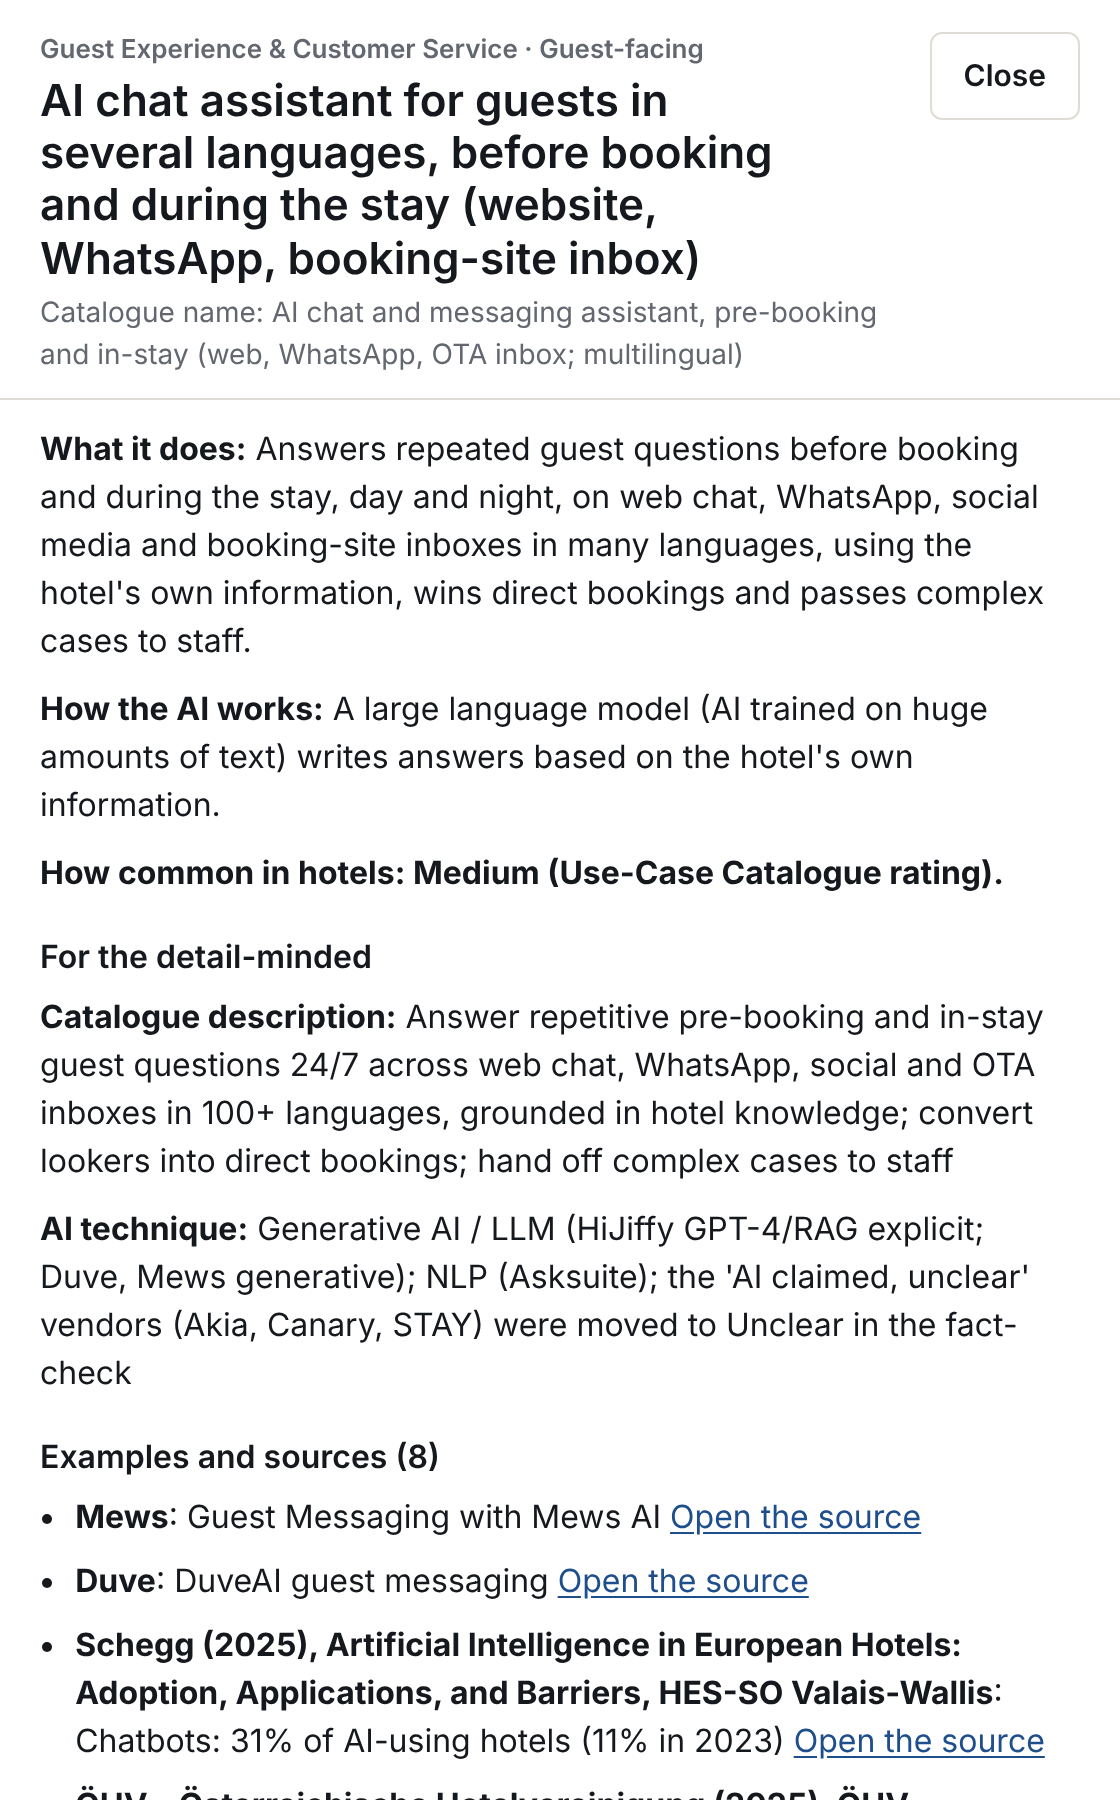 Guest Experience & Customer Service · Guest-facing
Close
AI chat assistant for guests in
several languages, before booking
and during the stay (website,
WhatsApp, booking-site inbox)
Catalogue name: AI chat and messaging assistant, pre-booking
and in-stay (web, WhatsApp, OTA inbox; multilingual)
What it does: Answers repeated guest questions before booking
and during the stay, day and night, on web chat, WhatsApp, social
media and booking-site inboxes in many languages, using the
hotel's own information, wins direct bookings and passes complex
cases to staff.
How the AI works: A large language model (AI trained on huge
amounts of text) writes answers based on the hotel's own
information.
How common in hotels: Medium (Use-Case Catalogue rating).
For the detail-minded
Catalogue description: Answer repetitive pre-booking and in-stay
guest questions 24/7 across web chat, WhatsApp, social and OTA
inboxes in 100+ languages, grounded in hotel knowledge; convert
lookers into direct bookings; hand off complex cases to staff
AI technique: Generative AI / LLM (HiJiffy GPT-4/RAG explicit;
Duve, Mews generative); NLP (Asksuite); the 'AI claimed, unclear'
vendors (Akia, Canary, STAY) were moved to Unclear in the fact-
check
Examples and sources (8)
• Mews: Guest Messaging with Mews AI Open the source
• Duve: DuveAI guest messaging Open the source
• Schegg (2025), Artificial Intelligence in European Hotels:
Adoption, Applications, and Barriers, HES-SO Valais-Wallis:
Chatbots: 31% of AI-using hotels (11% in 2023) Open the source
ÖHV – Österreichische Hotelvereinigung (2025), ÖHV